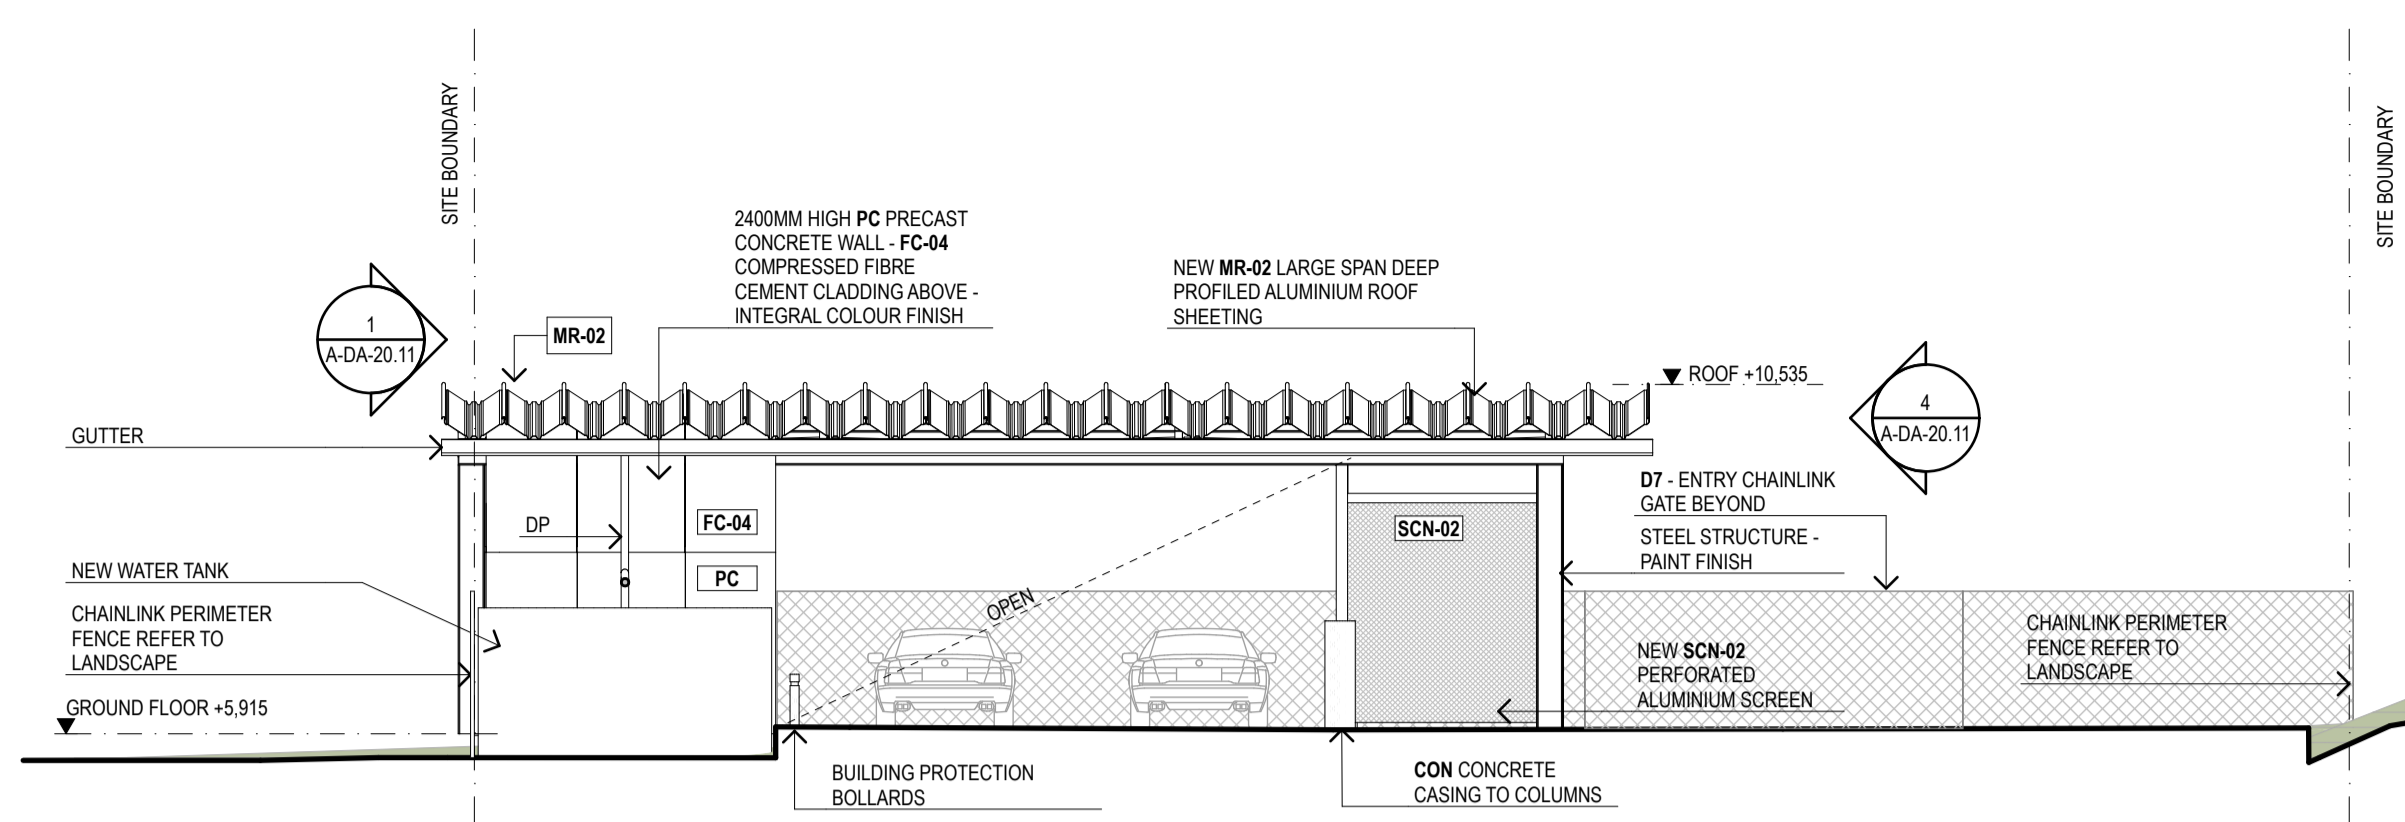 SITE BOUNDARY
SITE BOUNDARY
2400MM HIGH PC PRECAST
CONCRETE WALL - FC-04
COMPRESSED FIBRE
CEMENT CLADDING ABOVE -
INTEGRAL COLOUR FINISH
NEW MR-02 LARGE SPAN DEEP
PROFILED ALUMINIUM ROOF
SHEETING
1
A-DA-20.11
MR-02
ROOF +10,535
4
A-DA-20.11
GUTTER
D7 - ENTRY CHAINLINK
GATE BEYOND
STEEL STRUCTURE -
PAINT FINISH
DP
FC-04
SCN-02
PC
NEW WATER TANK
CHAINLINK PERIMETER
FENCE REFER TO
LANDSCAPE
OPEN
NEW SCN-02
PERFORATED
ALUMINIUM SCREEN
CHAINLINK PERIMETER
FENCE REFER TO
LANDSCAPE
GROUND FLOOR +5,915
BUILDING PROTECTION
BOLLARDS
CON CONCRETE
CASING TO COLUMNS